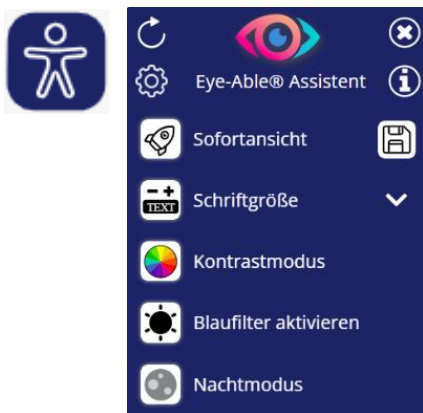 Eye-Able® Assistent
Sofortansicht
- +
TEXT
Schriftgröße
Kontrastmodus
Blaufilter aktivieren
Nachtmodus